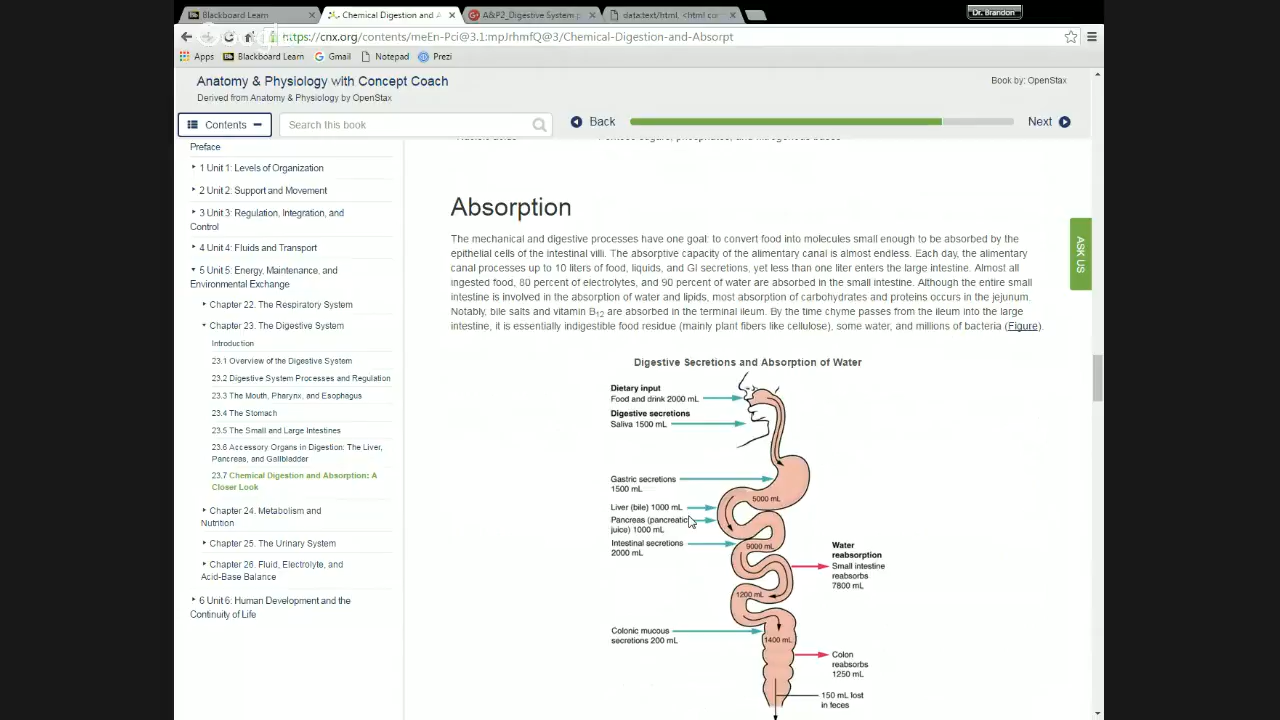 Blackboard Learn
Chemical Digestion and A
A&P2_Digestive System.p
data:text/html, <html cor
Dr. Brandon
https://cnx.org/contents/meEn-Pci@3.1:mpJrhmfQ@3/Chemical-Digestion-and-Absorpt
Apps
Blackboard Learn
Gmail
Notepad
Prezi
Anatomy & Physiology with Concept Coach
Book by: OpenStax
Derived from Anatomy & Physiology by OpenStax
Contents
Search this book
Back
Next
Preface
1 Unit 1: Levels of Organization
2 Unit 2: Support and Movement
3 Unit 3: Regulation, Integration, and
Control
4 Unit 4: Fluids and Transport
5 Unit 5: Energy, Maintenance, and
Environmental Exchange
Chapter 22. The Respiratory System
Chapter 23. The Digestive System
Introduction
23.1 Overview of the Digestive System
23.2 Digestive System Processes and Regulation
23.3 The Mouth, Pharynx, and Esophagus
23.4 The Stomach
23.5 The Small and Large Intestines
23.6 Accessory Organs in Digestion: The Liver,
Pancreas, and Gallbladder
23.7 Chemical Digestion and Absorption: A
Closer Look
Chapter 24. Metabolism and
Nutrition
Chapter 25. The Urinary System
Chapter 26. Fluid, Electrolyte, and
Acid-Base Balance
6 Unit 6: Human Development and the
Continuity of Life
Absorption
The mechanical and digestive processes have one goal: to convert food into molecules small enough to be absorbed by the
epithelial cells of the intestinal villi. The absorptive capacity of the alimentary canal is almost endless. Each day, the alimentary
canal processes up to 10 liters of food, liquids, and GI secretions, yet less than one liter enters the large intestine. Almost all
ingested food, 80 percent of electrolytes, and 90 percent of water are absorbed in the small intestine. Although the entire small
intestine is involved in the absorption of water and lipids, most absorption of carbohydrates and proteins occurs in the jejunum.
Notably, bile salts and vitamin B12 are absorbed in the terminal ileum. By the time chyme passes from the ileum into the large
intestine, it is essentially indigestible food residue (mainly plant fibers like cellulose), some water, and millions of bacteria (Figure).
ASK US
Digestive Secretions and Absorption of Water
Dietary input
Food and drink 2000 mL
Digestive secretions
Saliva 1500 mL
Gastric secretions
1500 mL
5000 mL
Liver (bile) 1000 mL
Pancreas (pancreatic
juice) 1000 mL
Intestinal secretions
2000 mL
9000 mL
Water
reabsorption
Small intestine
reabsorbs
7800 mL
1200 mL
Colonic mucous
secretions 200 mL
1400 mL
Colon
reabsorbs
1250 mL
150 mL lost
in feces